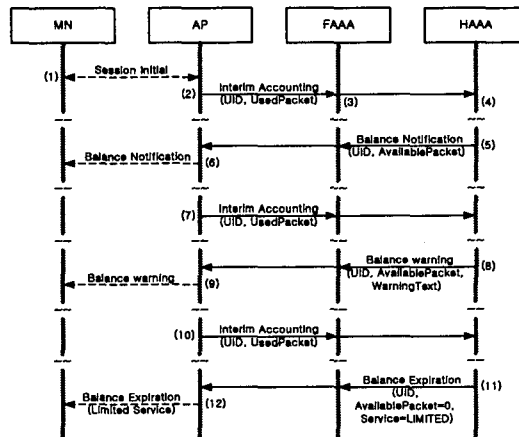 MN AP FAAA HAAA
(1) Session Initial
(2) Interim Accounting (3) (4)
(UID, UsedPacket)
Balance Notification (5)
(UID, AvailablePacket)
Balance Notification (6)
(7) Interim Accounting
(UID, UsedPacket)
Balance warning (8)
(UID, AvailablePacket,
WarningText)
Balance warning (9)
(10) Interim Accounting
(UID, UsedPacket)
Balance Expiration (11)
(UID,
AvailablePacket=0,
Service=LIMITED)
Balance Expiration (12)
(Limited Service)